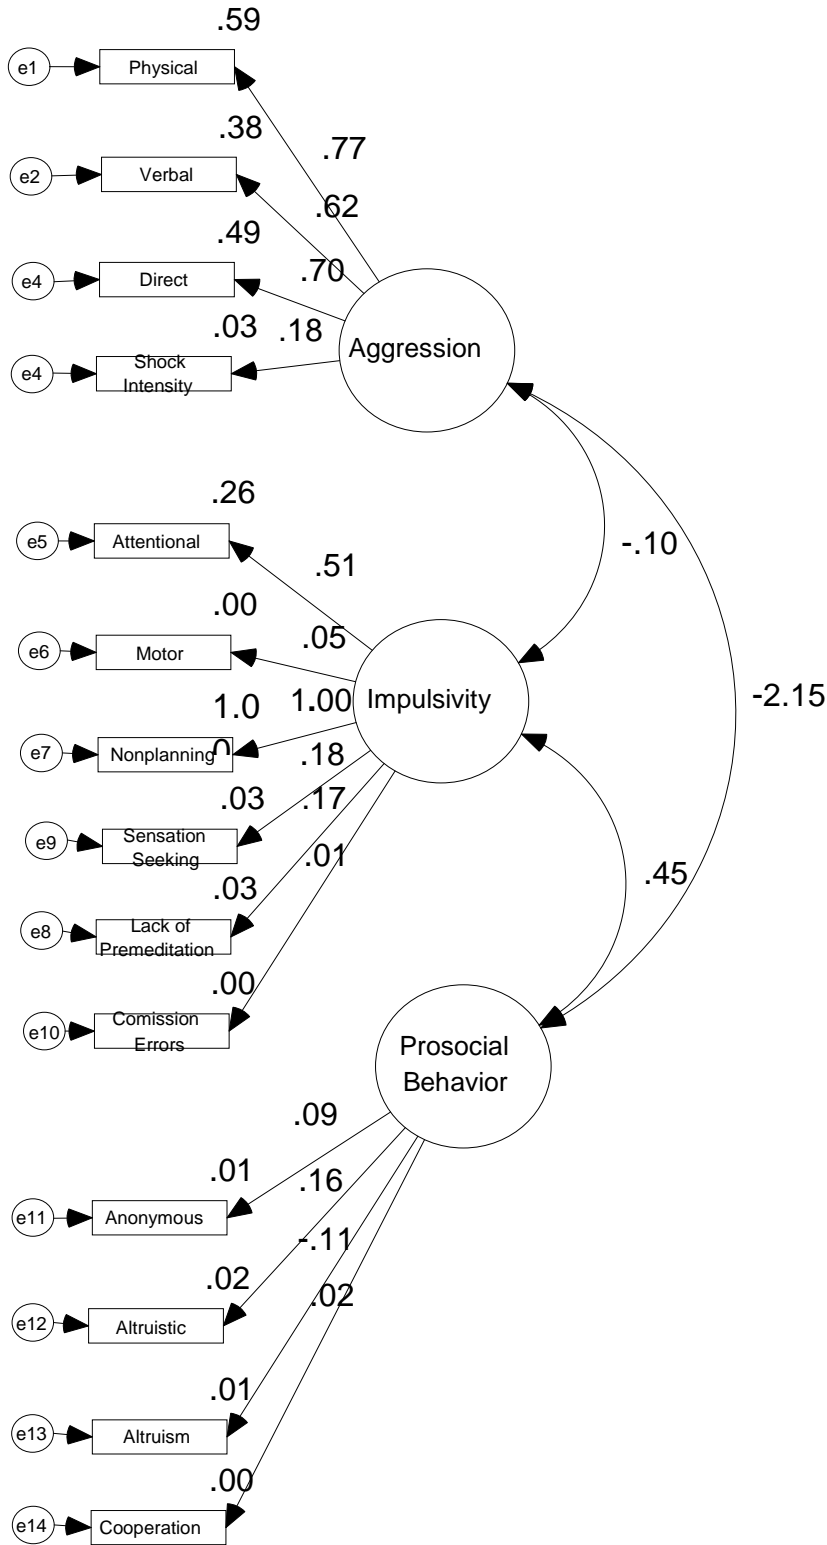 .59
e1
Physical
.38
.77
e2
Verbal
.62
.49
e4
Direct
.70
.03
.18
Aggression
e4
Shock
Intensity
.26
e5
Attentional
-.10
.51
.00
e6
Motor
.05
1.0
0
1.00
Impulsivity
-2.15
e7
Nonplanning
.18
.03
.17
e9
Sensation
Seeking
.01
.45
.03
e8
Lack of
Premeditation
.00
e10
Comission
Errors
Prosocial
Behavior
.09
.01
.16
e11
Anonymous
-.11
.02
.02
e12
Altruistic
.01
e13
Altruism
.00
e14
Cooperation